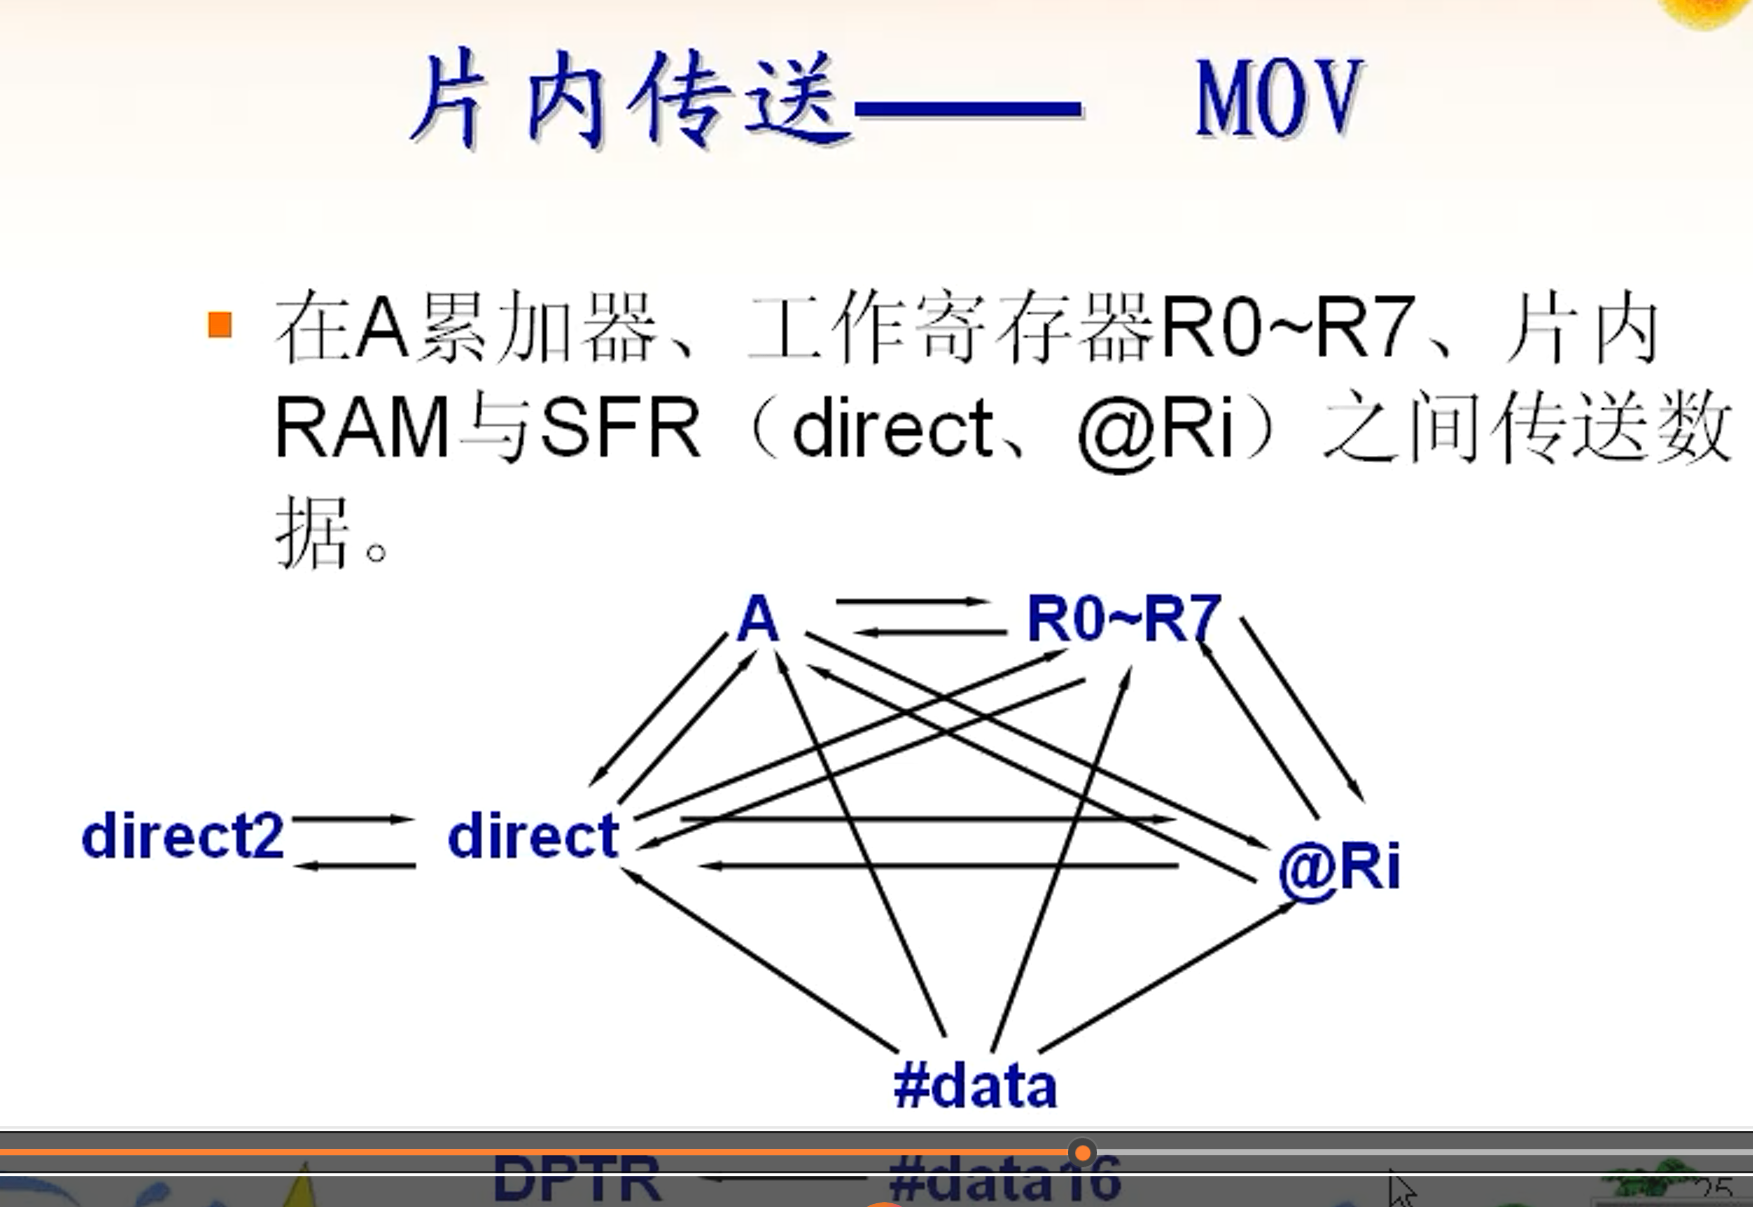 片内传送—— MOV
在A累加器、工作寄存器R0~R7、片内
RAM与SFR（direct、@Ri）之间传送数
据。
A R0~R7
direct2 direct @Ri
#data
DPTR #data16
25